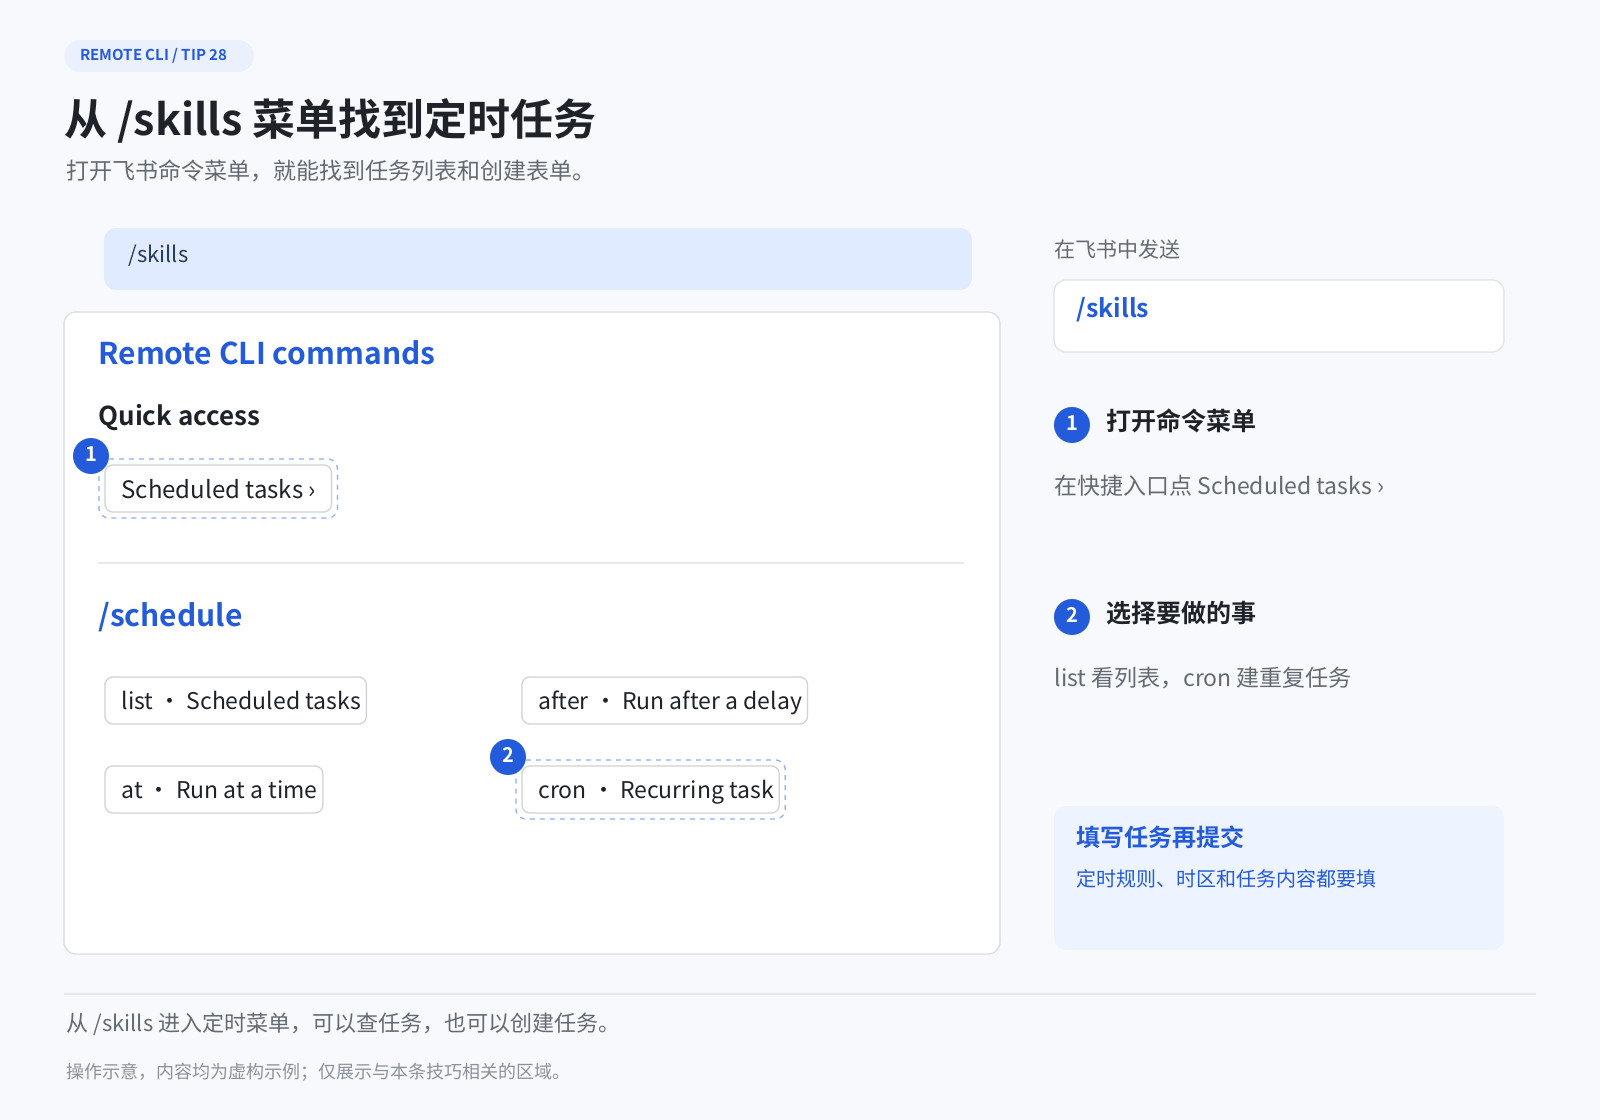 REMOTE CLI / TIP 28
从 /skills 菜单找到定时任务
打开飞书命令菜单，就能找到任务列表和创建表单。
/skills
Remote CLI commands
Quick access
1
Scheduled tasks ›
/schedule
list · Scheduled tasks
after · Run after a delay
at · Run at a time
2
cron · Recurring task
在飞书中发送
/skills
1 打开命令菜单
在快捷入口点 Scheduled tasks ›
2 选择要做的事
list 看列表，cron 建重复任务
填写任务再提交
定时规则、时区和任务内容都要填
从 /skills 进入定时菜单，可以查任务，也可以创建任务。
操作示意，内容均为虚构示例；仅展示与本条技巧相关的区域。